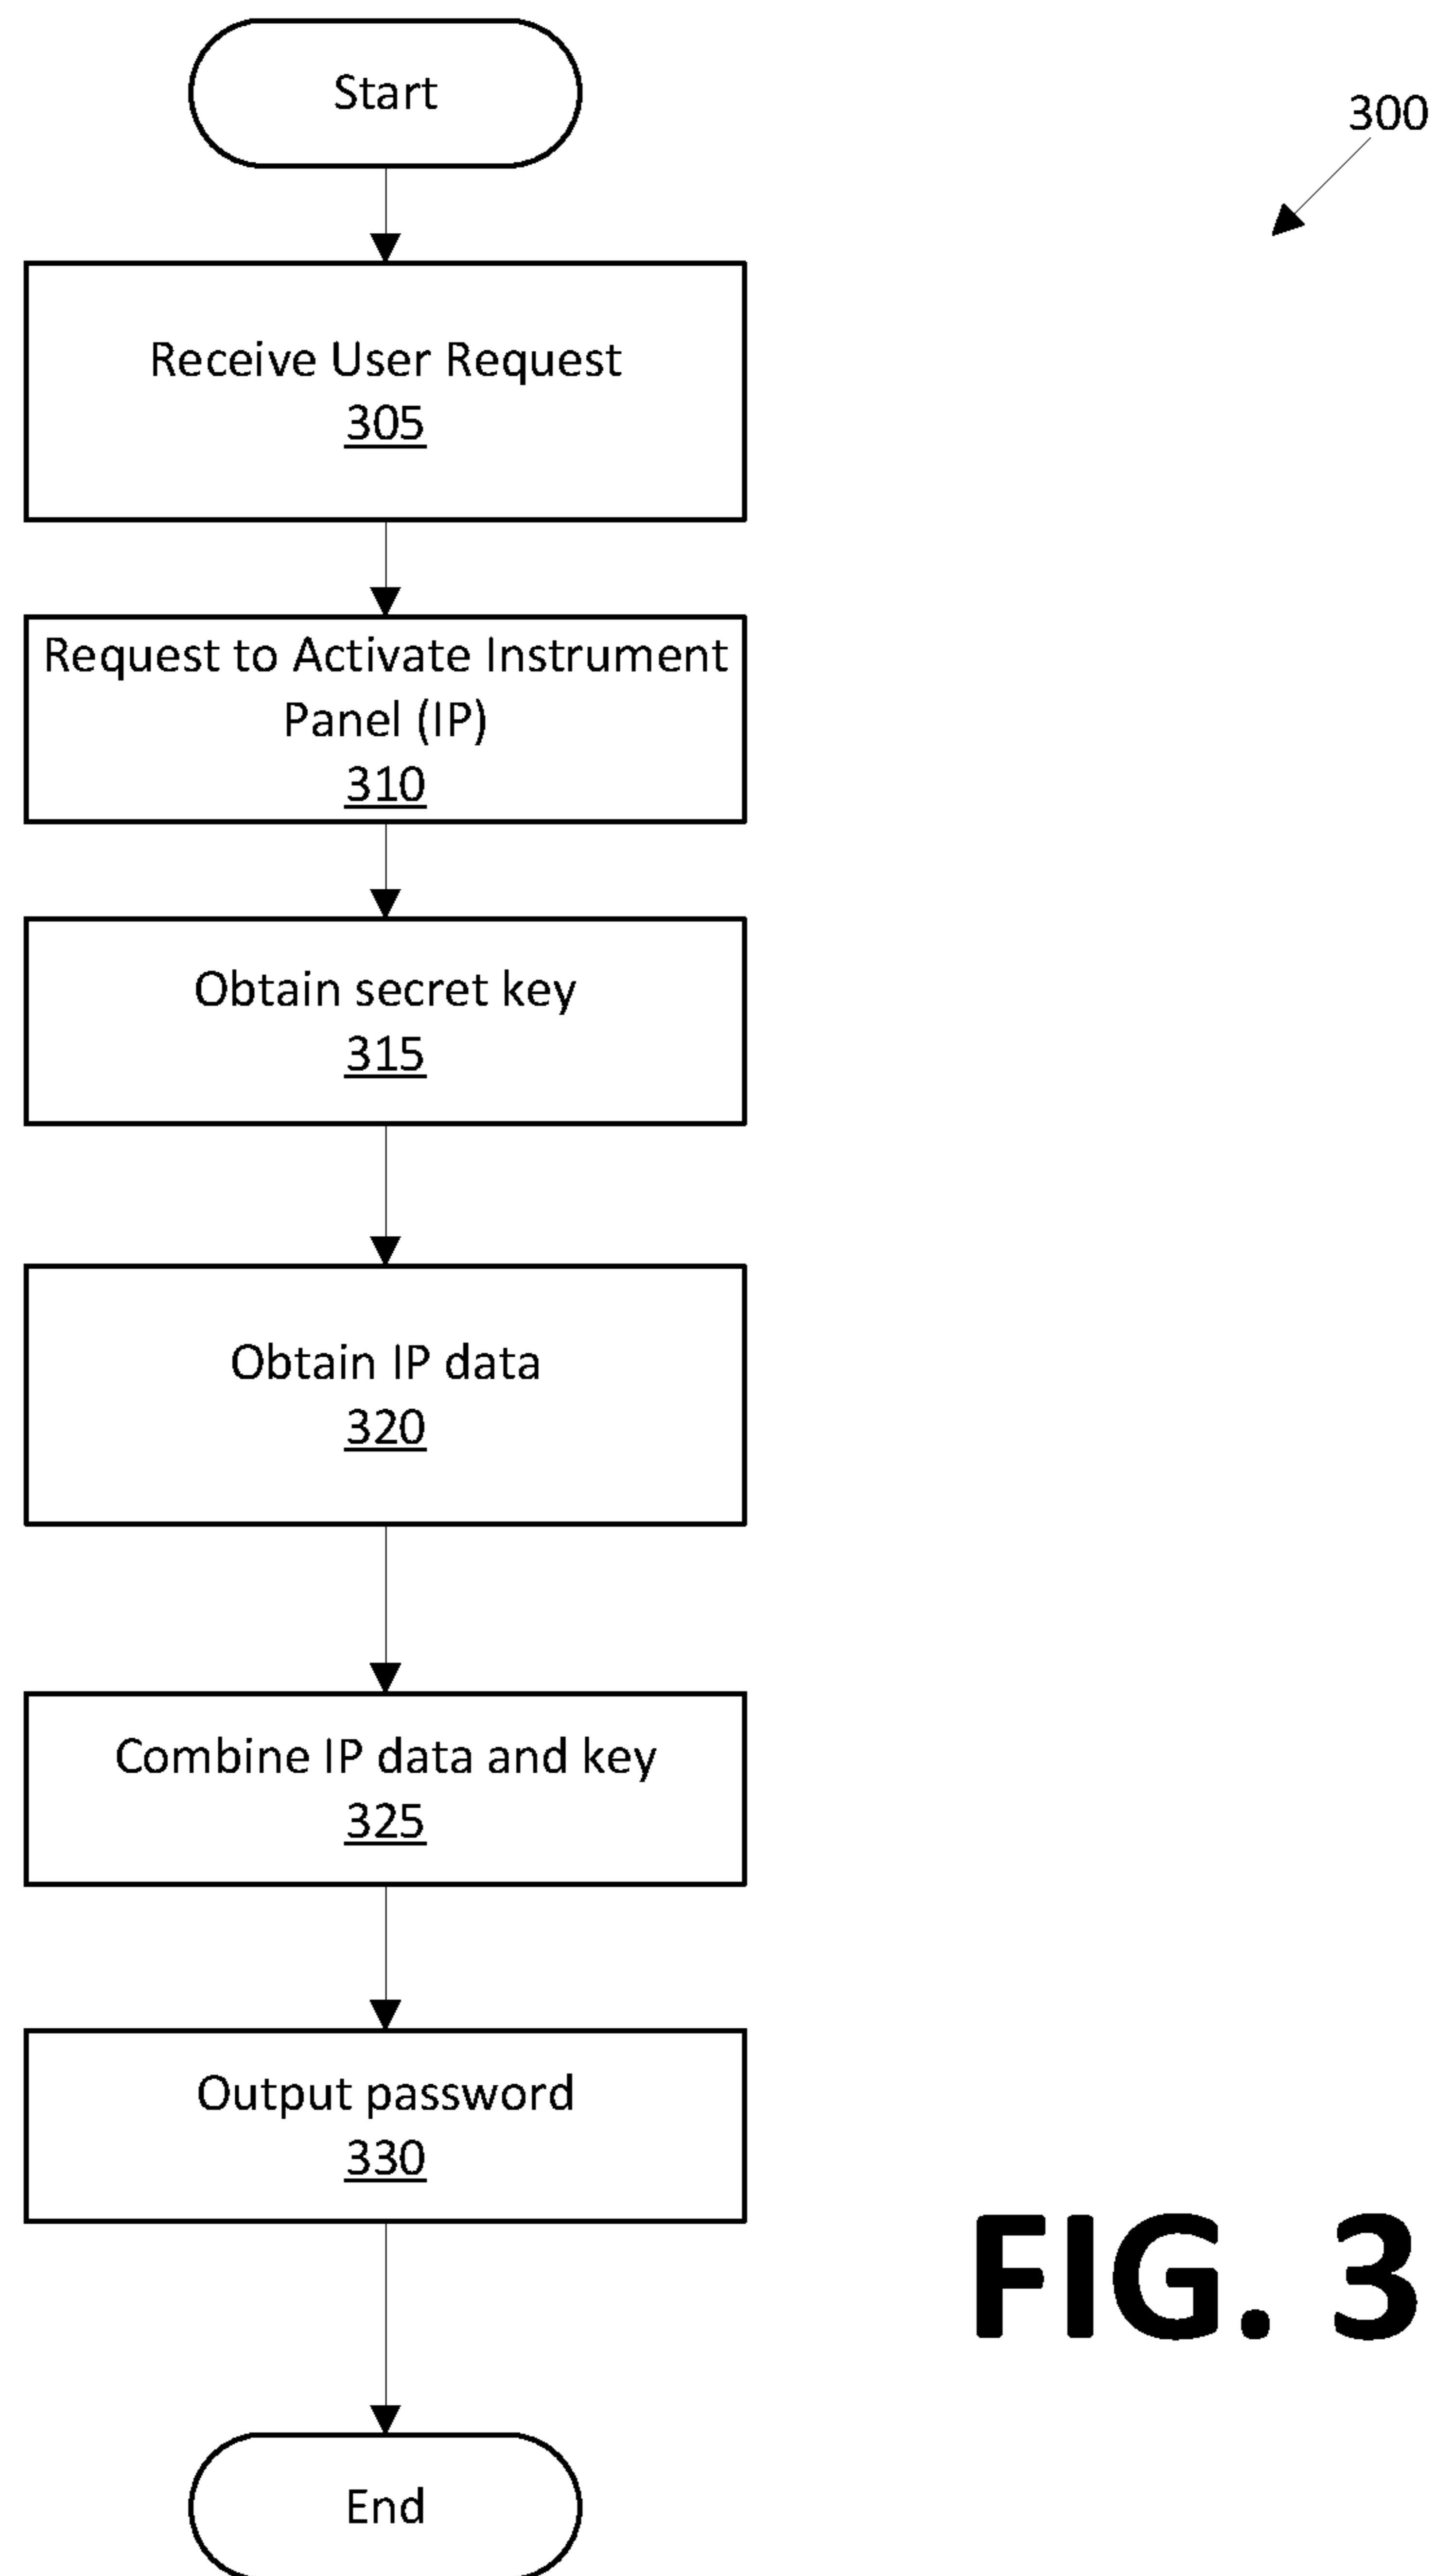 Start
300
Receive User Request
305
Request to Activate Instrument
Panel (IP)
310
Obtain secret key
315
Obtain IP data
320
Combine IP data and key
325
Output password
330
FIG. 3
End